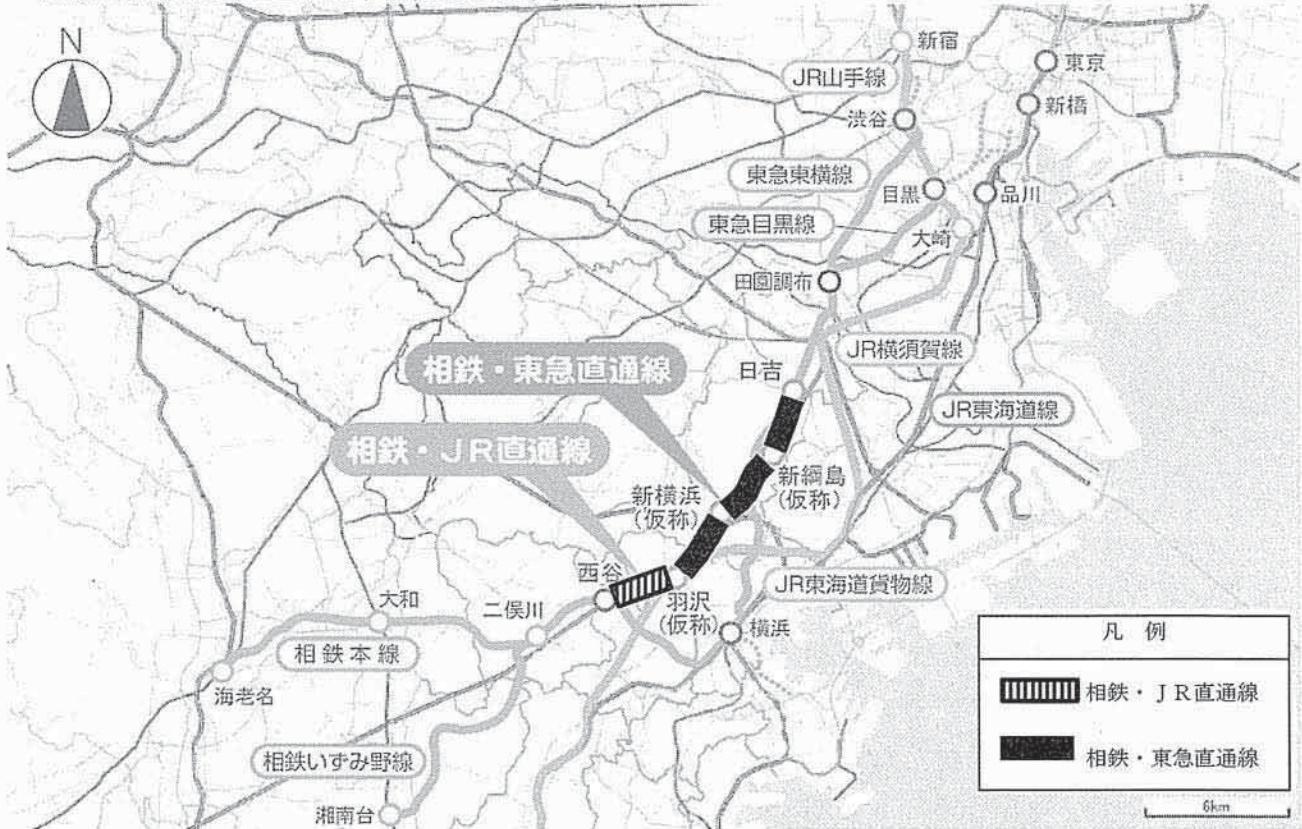 N
新宿
東京
JR山手線
新橋
渋谷
東急東横線
目黒
品川
東急目黒線
大崎
田園調布
JR横須賀線
相鉄・東急直通線
日吉
JR東海道線
相鉄・JR直通線
新綱島
(仮称)
新横浜
(仮称)
西谷
羽沢
(仮称)
JR東海道貨物線
大和
二俣川
横浜
相鉄本線
海老名
相鉄いずみ野線
湘南台
凡 例
相鉄・JR直通線
相鉄・東急直通線
6km